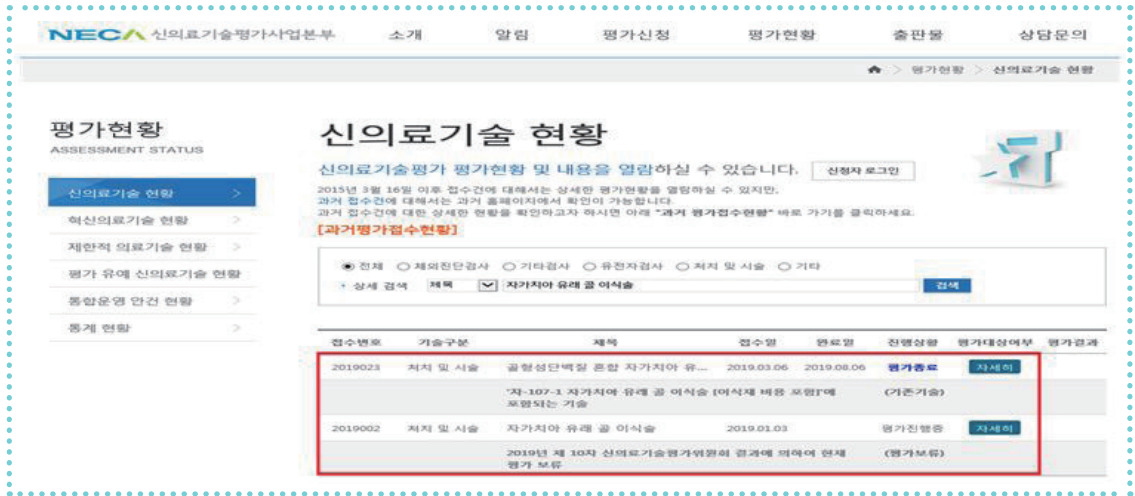 NECA 신의료기술평가사업본부 소개 알림 평가신청 평가현황 출판물 상담문의
> 평가현황 > 신의료기술 현황
평가현황
ASSESSMENT STATUS
신의료기술 현황 >
혁신의료기술 현황 >
제한적 의료기술 현황 >
평가 유예 신의료기술 현황
통합운영 안건 현황 >
통계 현황 >
신의료기술 현황
신의료기술평가 평가현황 및 내용을 열람하실 수 있습니다. 신청자 로그인
2015년 3월 16일 이후 접수건에 대해서는 상세한 평가현황을 열람하실 수 있지만,
과거 접수건에 대해서는 과거 홈페이지에서 확인이 가능합니다.
과거 접수건에 대한 상세한 현황을 확인하고자 하시면 아래 "과거 평가접수현황" 바로 가기를 클릭하세요.
[과거평가접수현황]
전체 체외진단검사 기타검사 유전자검사 처치 및 시술 기타
상세 검색 제목 자가치아 유래 골 이식술 검색
접수번호 기술구분 제목 접수일 완료일 진행상황 평가대상여부 평가결과
2019023 처치 및 시술 골형성단백질 혼합 자가치아 유... 2019.03.06 2019.08.06 평가종료 자세히
'차-107-1 자가치아 유래 골 이식술 [이식재 비용 포함]'에 (기존기술)
포함되는 기술
2019002 처치 및 시술 자가치아 유래 골 이식술 2019.01.03 평가진행중 자세히
2019년 제 10차 신의료기술평가위원회 결과에 의하여 현재 (평가보류)
평가 보류